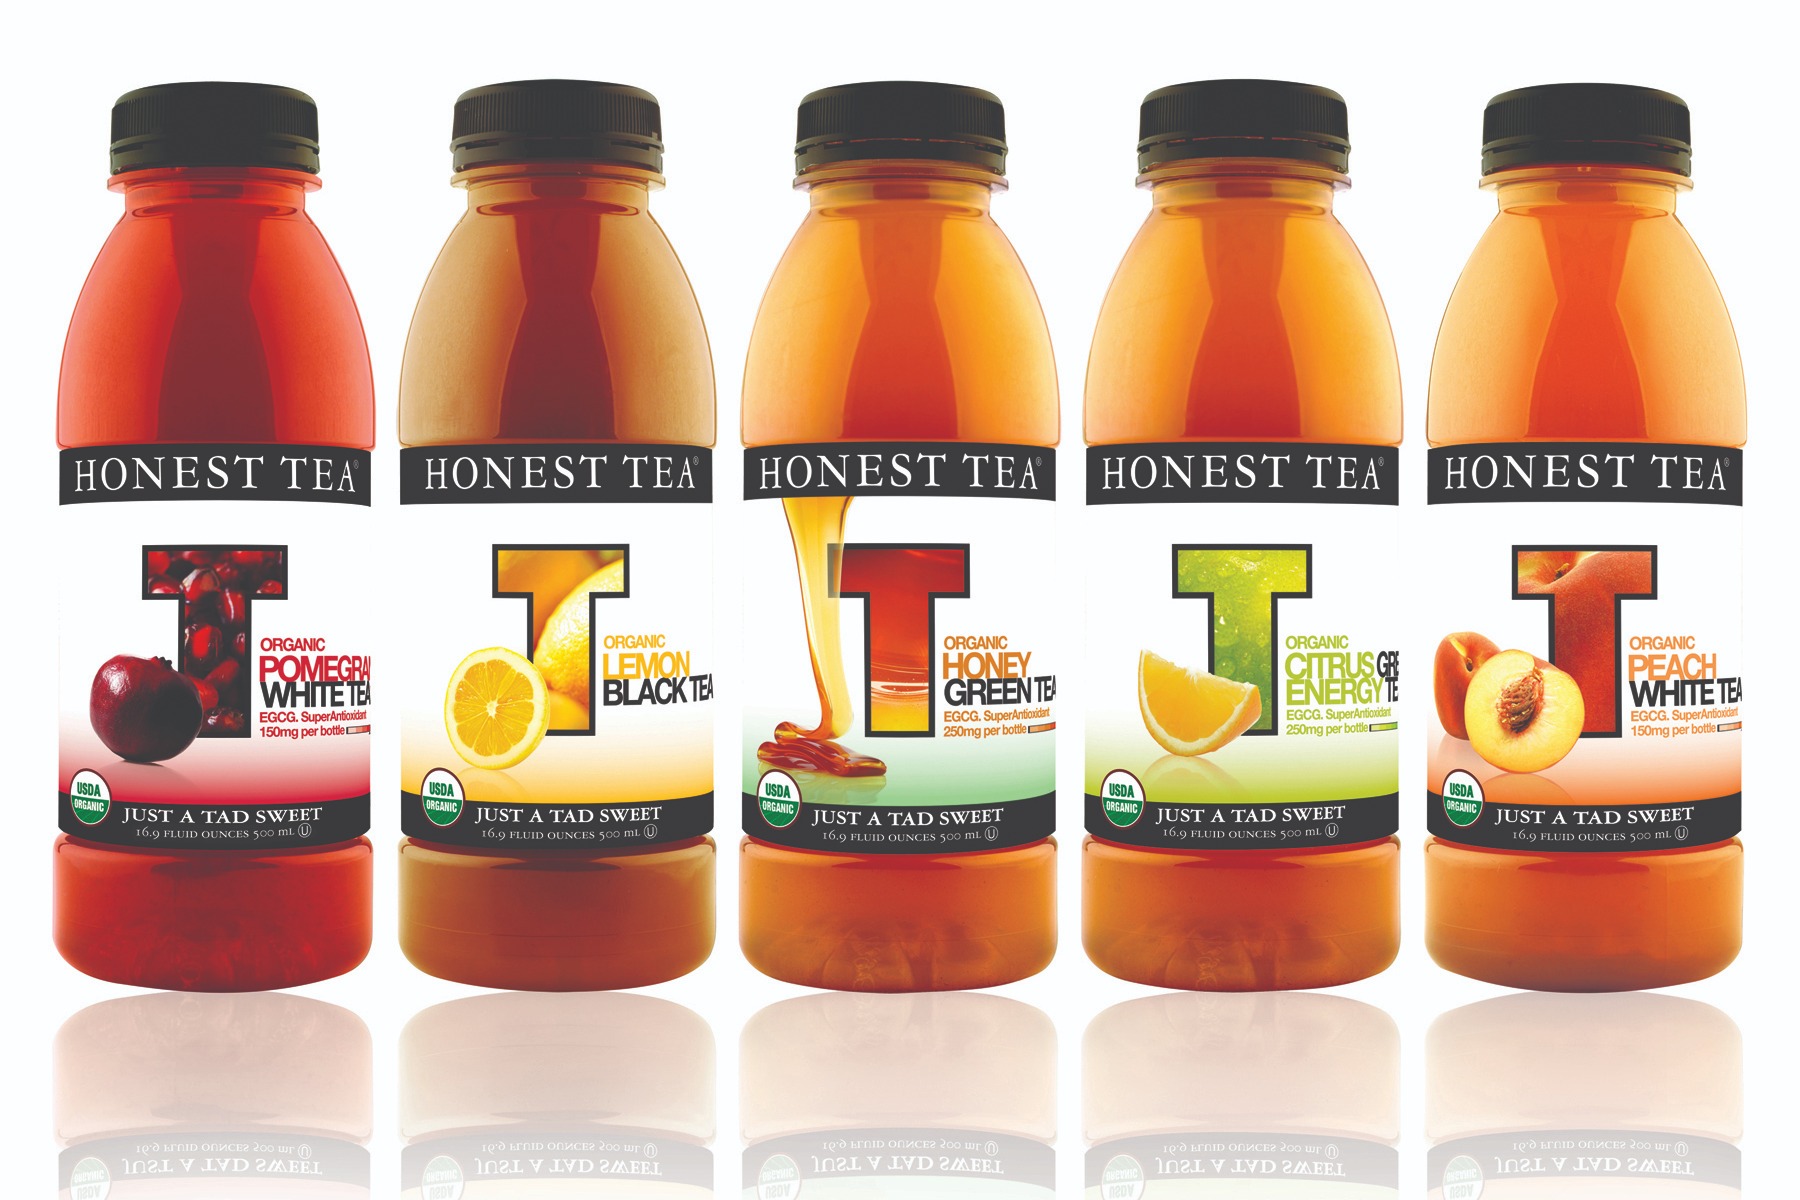 HONEST TEA®
ORGANIC
POMEGRA
WHITE TEA
EGCG. SuperAntioxidant
150mg per bottle
USDA
ORGANIC
JUST A TAD SWEET
16.9 FLUID OUNCES 500 mL Ⓤ
HONEST TEA®
ORGANIC
LEMON
BLACK TEA
USDA
ORGANIC
JUST A TAD SWEET
16.9 FLUID OUNCES 500 mL Ⓤ
HONEST TEA®
ORGANIC
HONEY
GREEN TEA
EGCG. SuperAntioxidant
250mg per bottle
USDA
ORGANIC
JUST A TAD SWEET
16.9 FLUID OUNCES 500 mL Ⓤ
HONEST TEA®
ORGANIC
CITRUS GRE
ENERGY TE
EGCG. SuperAntioxidant
250mg per bottle
USDA
ORGANIC
JUST A TAD SWEET
16.9 FLUID OUNCES 500 mL Ⓤ
HONEST TEA®
ORGANIC
PEACH
WHITE TEA
EGCG. SuperAntioxidant
150mg per bottle
USDA
ORGANIC
JUST A TAD SWEET
16.9 FLUID OUNCES 500 mL Ⓤ